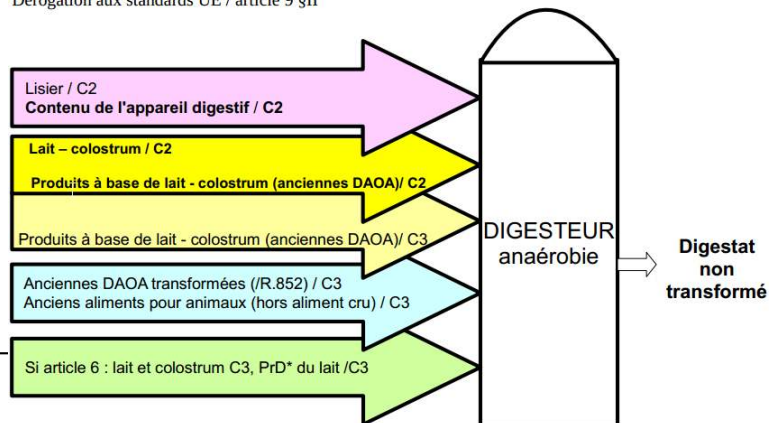 Dérogation aux standards UE / article 9 §II
Lisier / C2
Contenu de l'appareil digestif / C2
Lait – colostrum / C2
Produits à base de lait - colostrum (anciennes DAOA)/ C2
Produits à base de lait - colostrum (anciennes DAOA)/ C3
Anciennes DAOA transformées (/R.852) / C3
Anciens aliments pour animaux (hors aliment cru) / C3
Si article 6 : lait et colostrum C3, PrD* du lait /C3
DIGESTEUR
anaérobie
Digestat
non
transformé